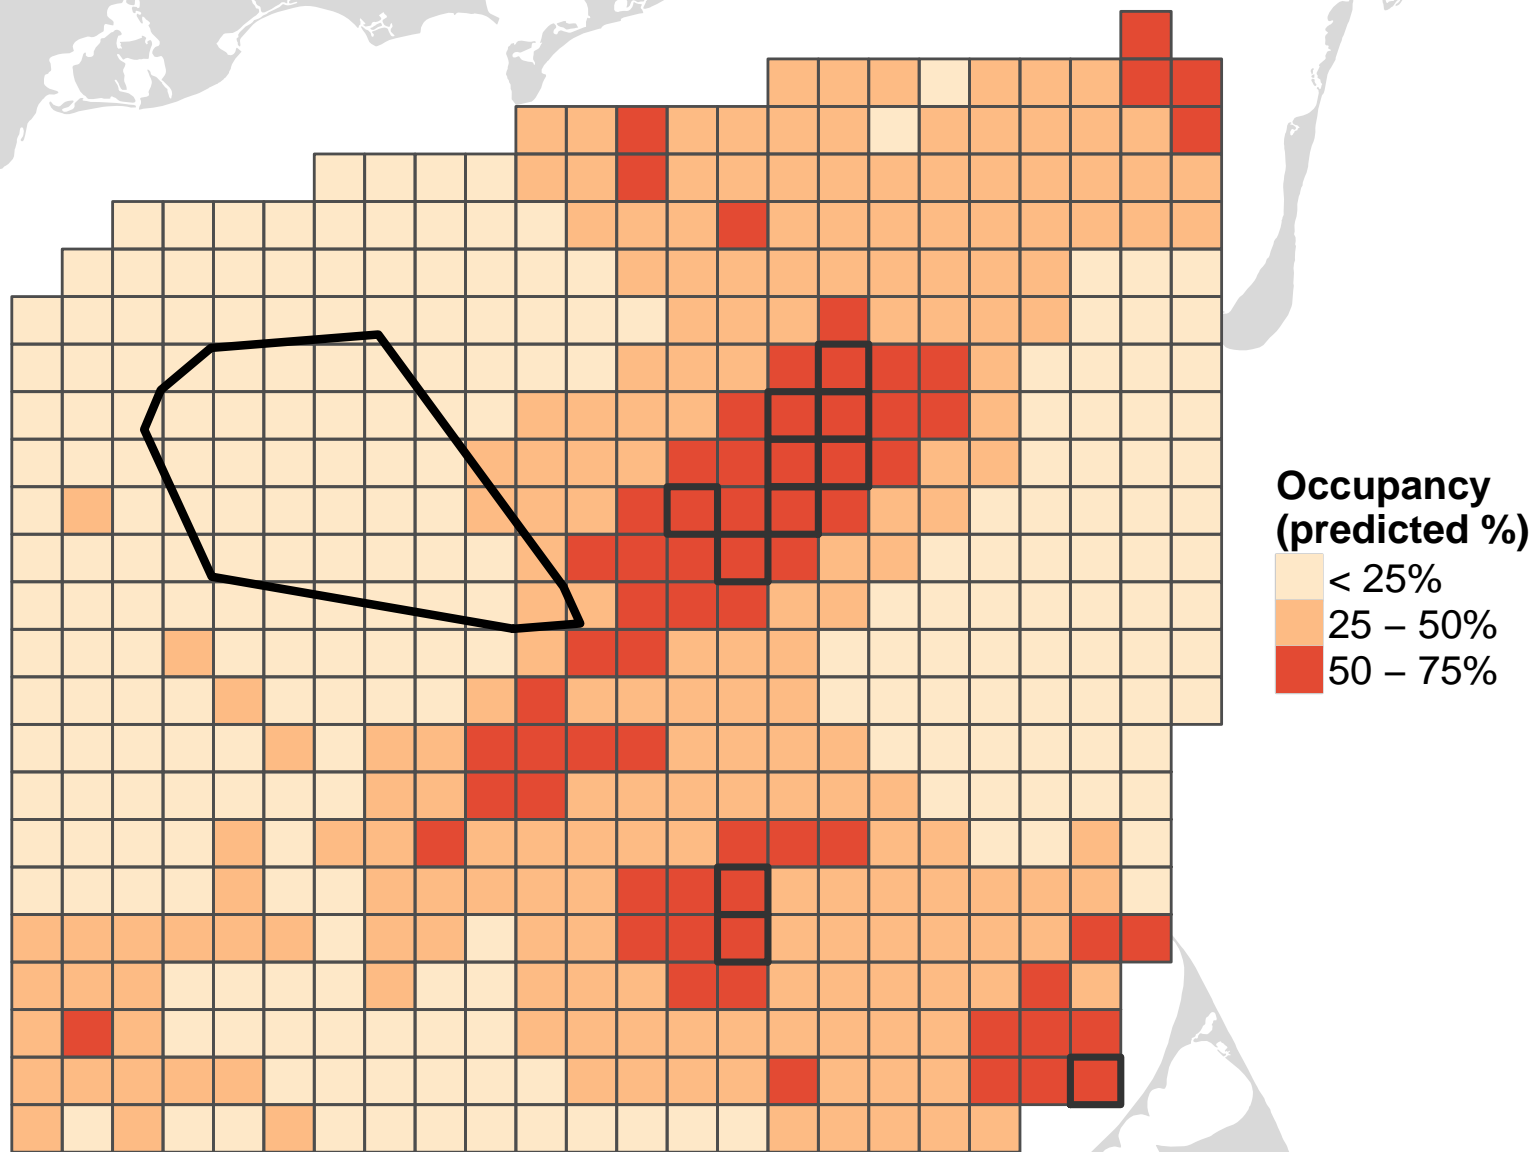 Occupancy
(predicted %)
< 25%
25 – 50%
50 – 75%